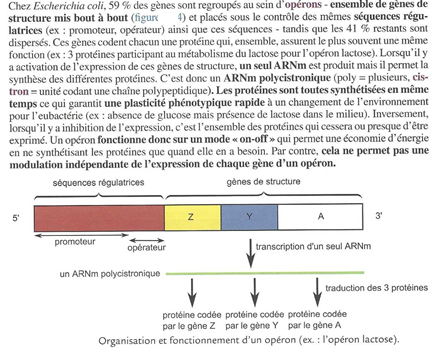 Chez Escherichia coli, 59 % des gènes sont regroupés au sein d'opérons - ensemble de gènes de
structure mis bout à bout (figure 4) et placés sous le contrôle des mêmes séquences régu-
latrices (ex : promoteur, opérateur) ainsi que ces séquences - tandis que les 41 % restants sont
dispersés. Ces gènes codent chacun une protéine qui, ensemble, assurent le plus souvent une même
fonction (ex : 3 protéines participant au métabolisme du lactose pour l'opéron lactose). Lorsqu'il y
a activation de l'expression de ces gènes de structure, un seul ARNm est produit mais il permet la
synthèse des différentes protéines. C'est donc un ARNm polycistronique (poly = plusieurs, cis-
tron = unité codant une chaîne polypeptidique). Les protéines sont toutes synthétisées en même
temps ce qui garantit une plasticité phénotypique rapide à un changement de l'environnement
pour l'eubactérie (ex : absence de glucose mais présence de lactose dans le milieu). Inversement,
lorsqu'il y a inhibition de l'expression, c'est l'ensemble des protéines qui cessera ou presque d'être
exprimé. Un opéron fonctionne donc sur un mode « on-off » qui permet une économie d'énergie
en ne synthétisant les protéines que quand elle en a besoin. Par contre, cela ne permet pas une
modulation indépendante de l'expression de chaque gène d'un opéron.
séquences régulatrices gènes de structure
5' Z Y A 3'
promoteur opérateur
transcription d'un seul ARNm
un ARNm polycistronique
traduction des 3 protéines
protéine codée par le gène Z
protéine codée par le gène Y
protéine codée par le gène A
Organisation et fonctionnement d'un opéron (ex. : l'opéron lactose).